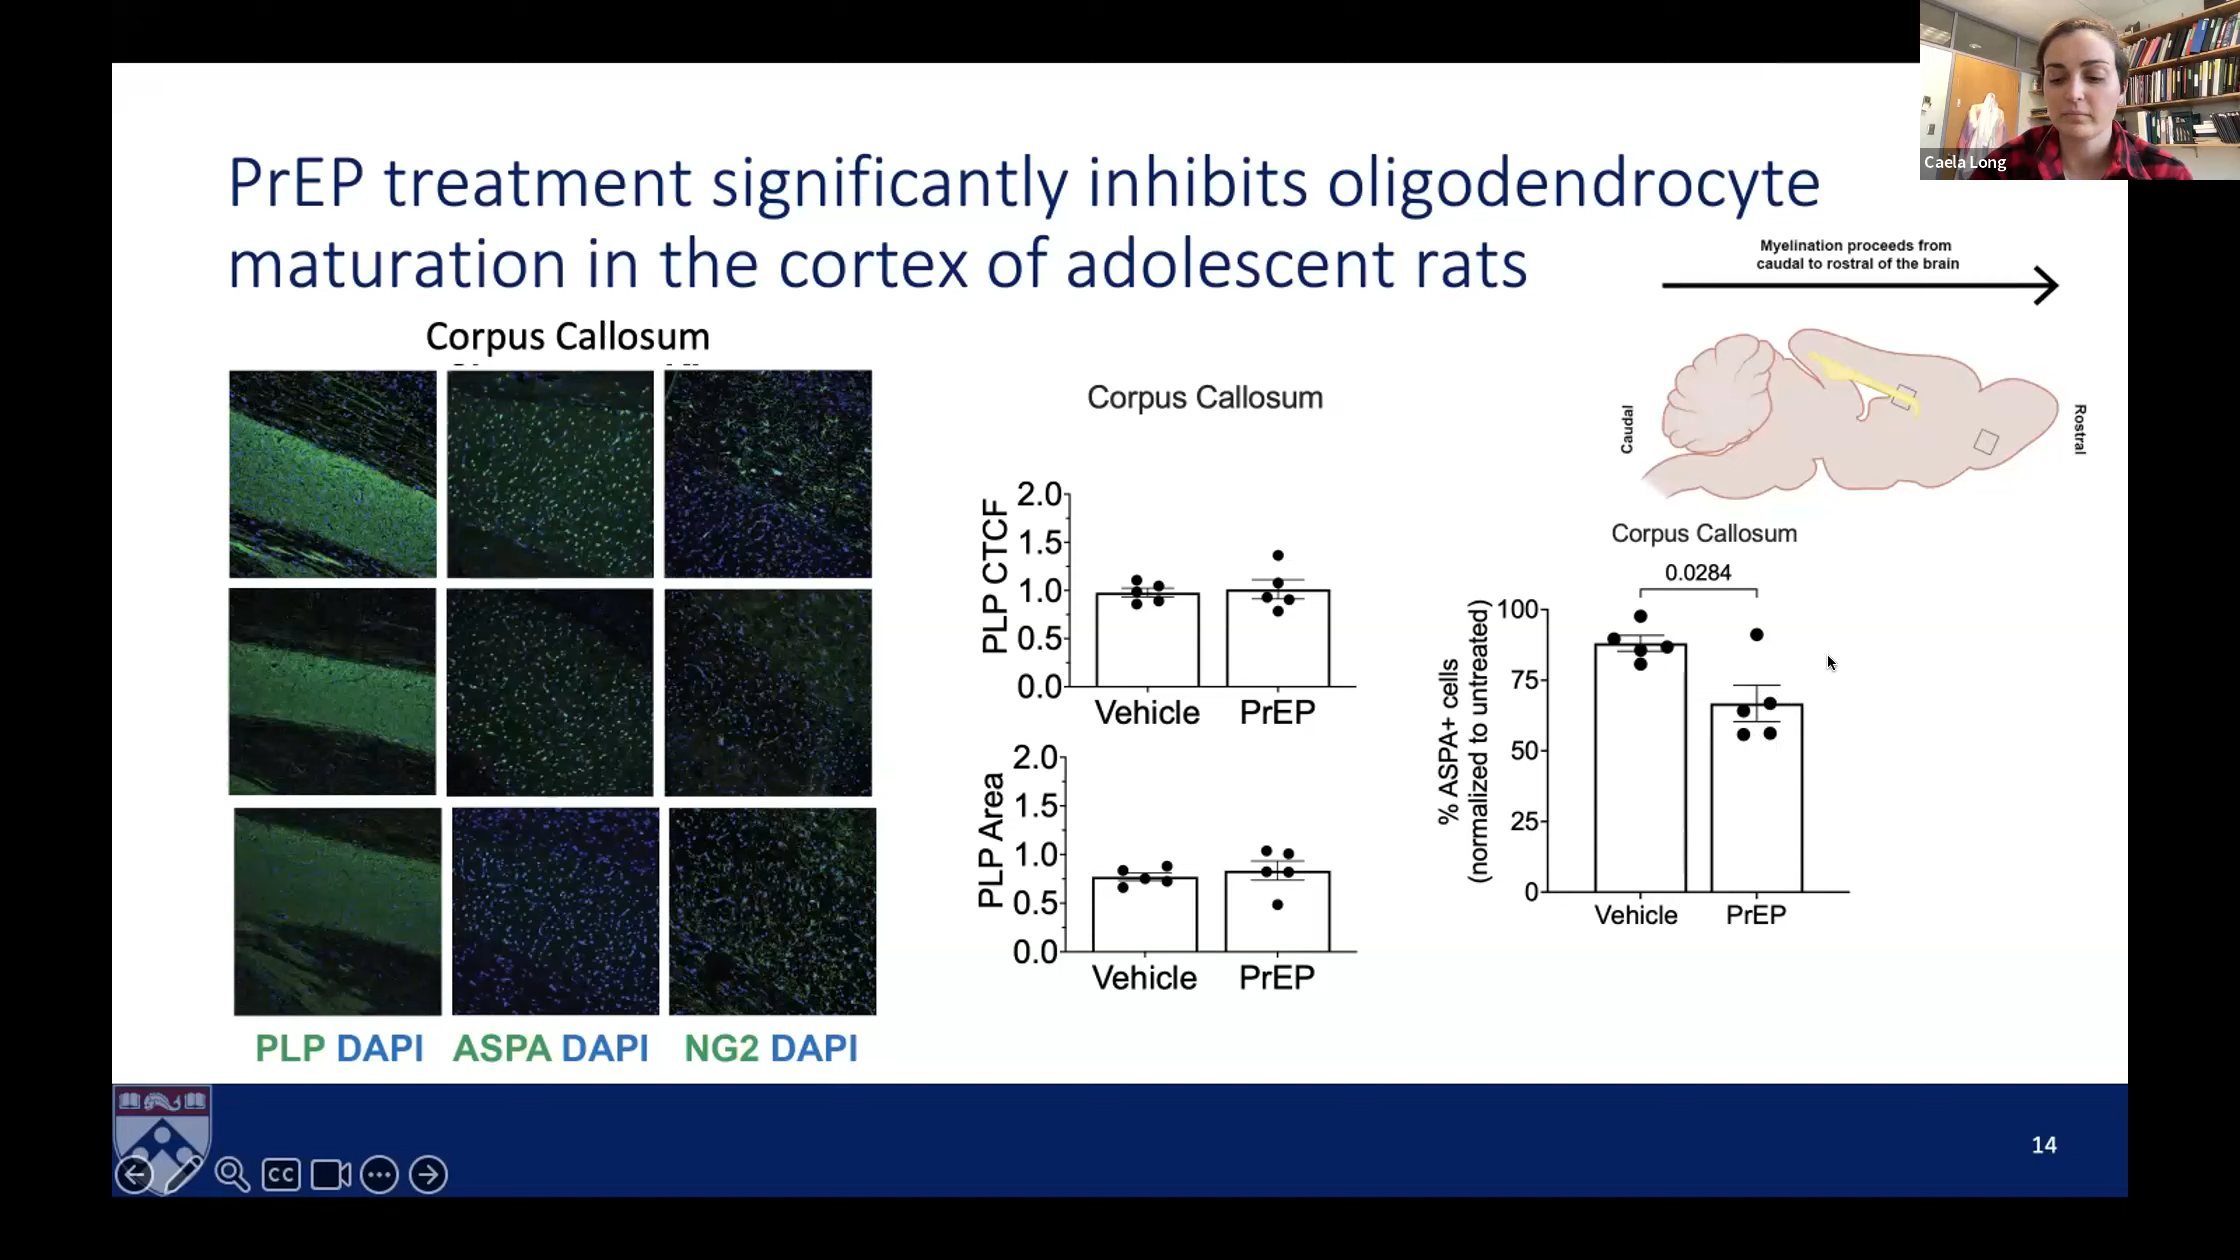 Caela Long
PrEP treatment significantly inhibits oligodendrocyte
maturation in the cortex of adolescent rats
Myelination proceeds from
caudal to rostral of the brain
Caudal
Rostral
Corpus Callosum
PLP DAPI
ASPA DAPI
NG2 DAPI
Corpus Callosum
PLP CTCF
2.0
1.5
1.0
0.5
0.0
Vehicle
PrEP
PLP Area
2.0
1.5
1.0
0.5
0.0
Vehicle
PrEP
Corpus Callosum
0.0284
% ASPA+ cells
(normalized to untreated)
100
75
50
25
0
Vehicle
PrEP
CC
14